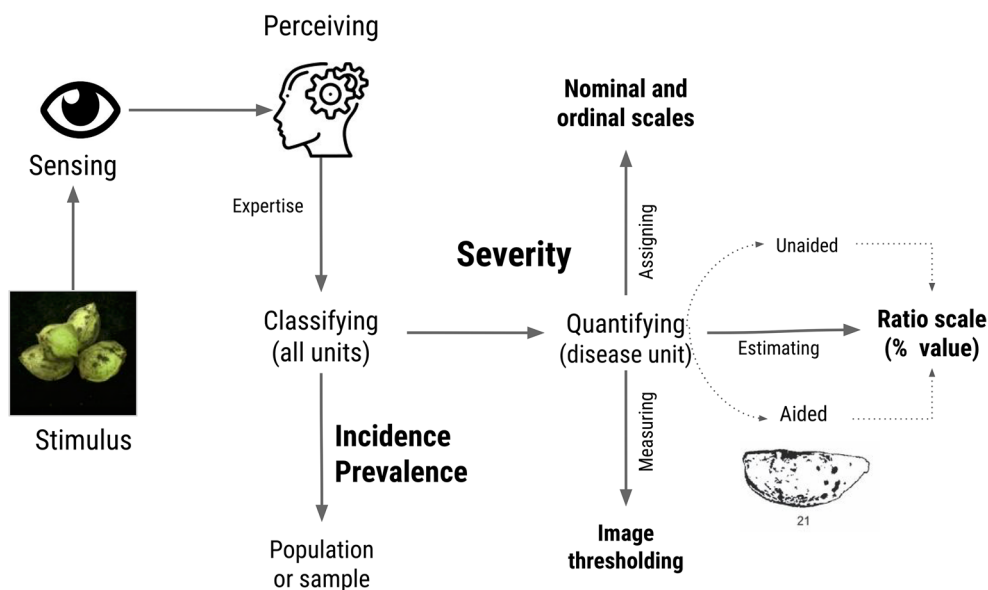 Perceiving
Nominal and
ordinal scales
Sensing
Expertise
Assigning
Severity
Unaided
Classifying
(all units)
Quantifying
(disease unit)
Estimating
Ratio scale
(% value)
Stimulus
Incidence
Prevalence
Measuring
Aided
21
Population
or sample
Image
thresholding